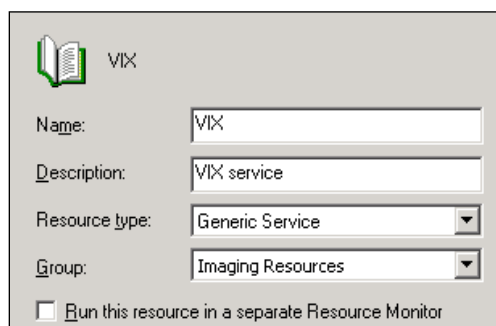 VIX
Name: VIX
Description: VIX service
Resource type: Generic Service
Group: Imaging Resources
Run this resource in a separate Resource Monitor